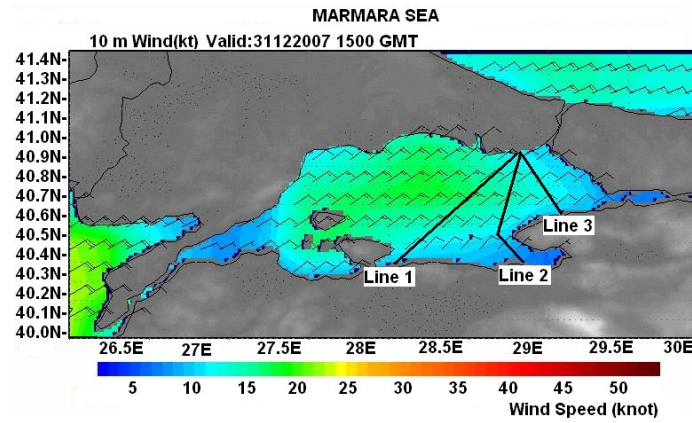 MARMARA SEA
10 m Wind(kt) Valid:31122007 1500 GMT
41.4N-
41.3N-
41.2N-
41.1N-
41.0N-
40.9N-
40.8N-
40.7N-
40.6N-
40.5N-
40.4N-
40.3N-
40.2N-
40.1N-
40.0N-
Line 3
Line 1
Line 2
26.5E 27E 27.5E 28E 28.5E 29E 29.5E 30E
5 10 15 20 25 30 35 40 45 50
Wind Speed (knot)